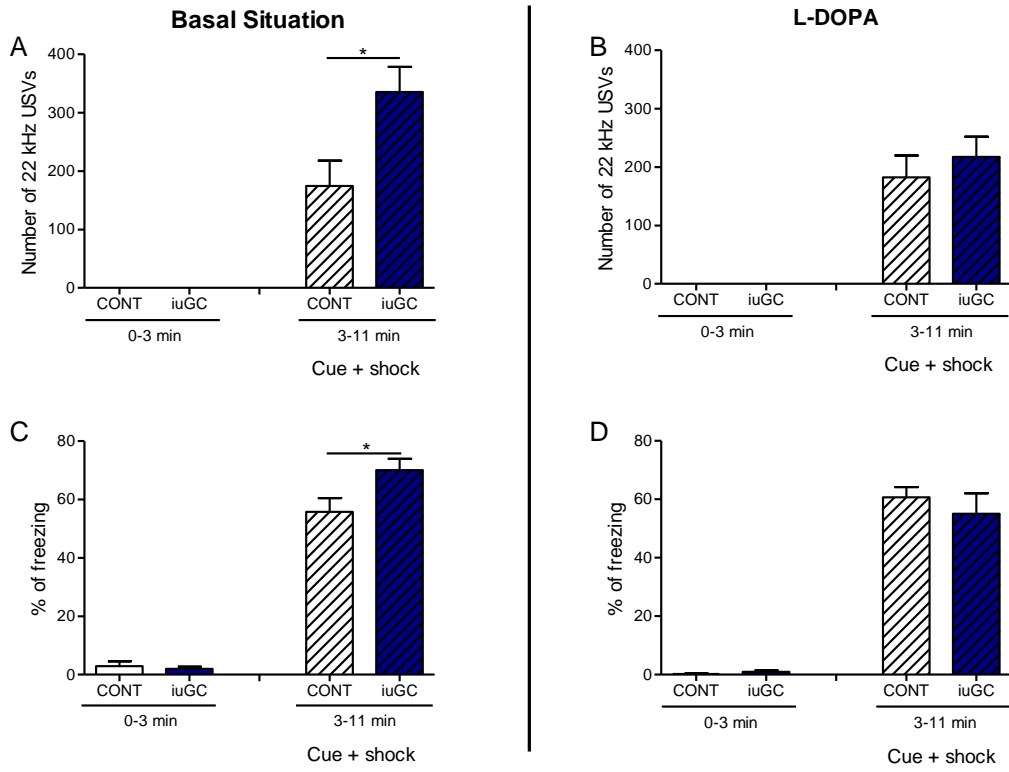 Basal Situation
L-DOPA
A
Number of 22 kHz USVs
400
300
200
100
0
*
CONT iuGC CONT iuGC
0-3 min 3-11 min
Cue + shock
B
Number of 22 kHz USVs
400
300
200
100
0
CONT iuGC CONT iuGC
0-3 min 3-11 min
Cue + shock
C
% of freezing
80
60
40
20
0
*
CONT iuGC CONT iuGC
0-3 min 3-11 min
Cue + shock
D
% of freezing
80
60
40
20
0
CONT iuGC CONT iuGC
0-3 min 3-11 min
Cue + shock